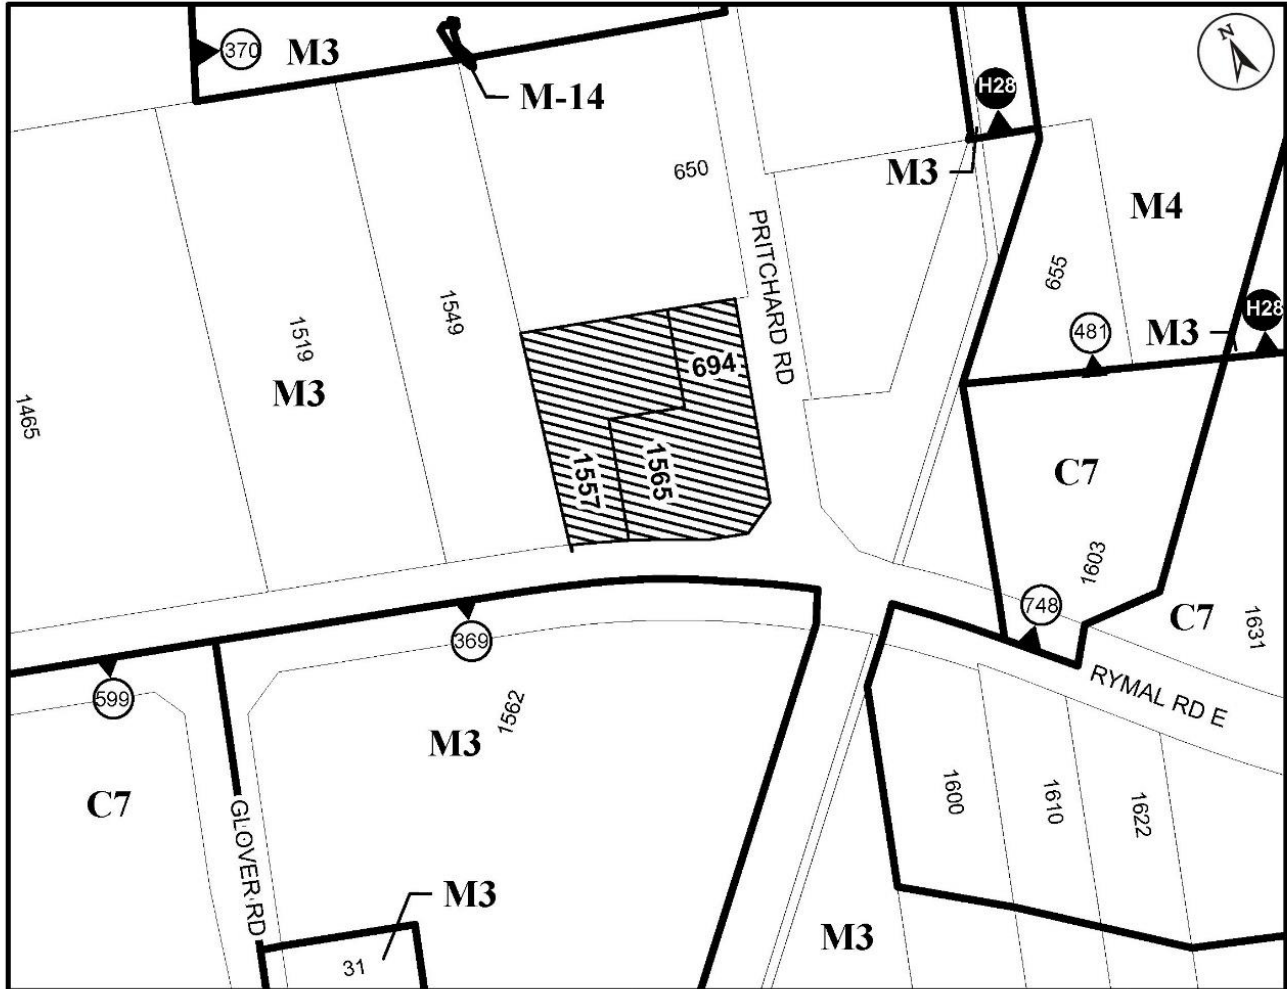 370
M3
M-14
N
H28
M3
M4
650
PRITCHARD RD
655
H28
481
M3
1549
1519
M3
1465
694
1557
1565
C7
1603
748
C7
1631
RYMAL RD E
369
599
1562
M3
C7
GLOVER RD
M3
31
1600
1610
1622
M3